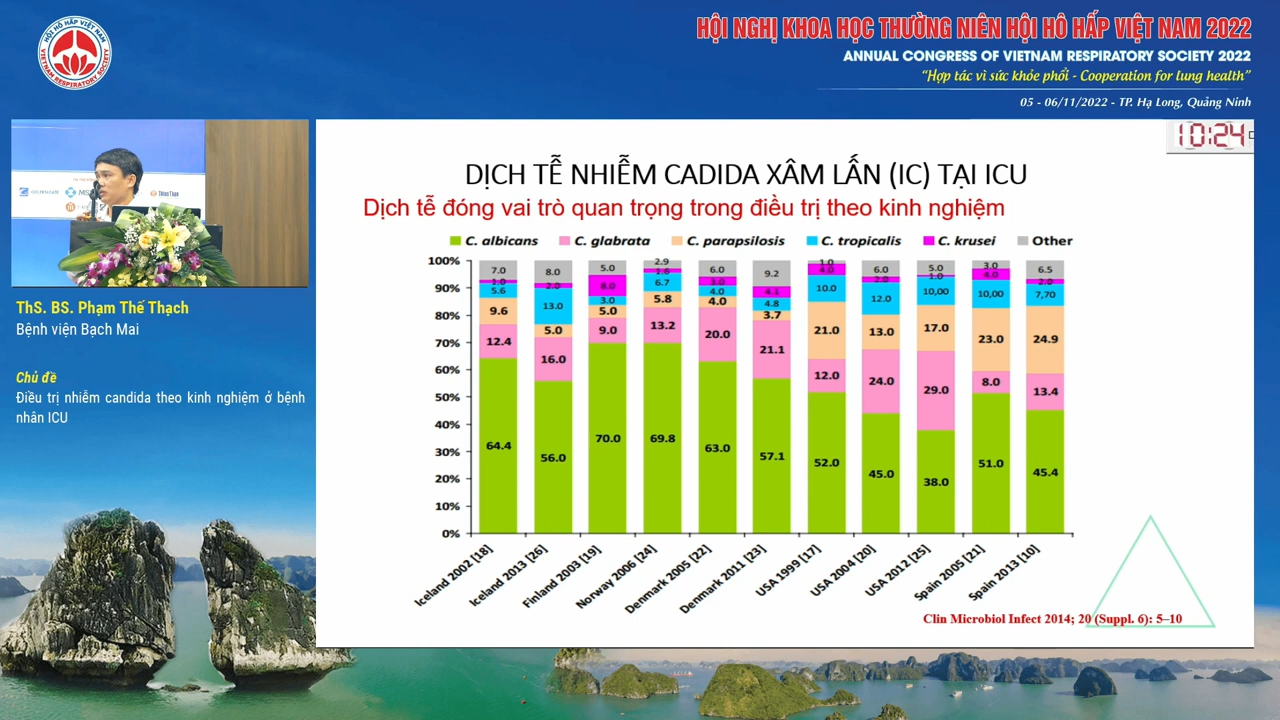 HỘI HÔ HẤP VIỆT NAM
VIETNAM RESPIRATORY SOCIETY
HỘI NGHỊ KHOA HỌC THƯỜNG NIÊN HỘI HÔ HẤP VIỆT NAM 2022
ANNUAL CONGRESS OF VIETNAM RESPIRATORY SOCIETY 2022
“Hợp tác vì sức khỏe phổi - Cooperation for lung health”
05 - 06/11/2022 - TP. Hạ Long, Quảng Ninh
10:24
ThS. BS. Phạm Thế Thạch
Bệnh viện Bạch Mai
Chủ đề
Điều trị nhiễm candida theo kinh nghiệm ở bệnh
nhân ICU
DỊCH TỄ NHIỄM CADIDA XÂM LẤN (IC) TẠI ICU
Dịch tễ đóng vai trò quan trọng trong điều trị theo kinh nghiệm
C. albicans C. glabrata C. parapsilosis C. tropicalis C. krusei Other
100% 7.0 8.0 5.0 2.9 6.0 9.2 1.0 6.0 5.0 3.0 6.5
1.0 2.0 8.0 1.6 3.0 4.1 4.0 2.0 1.0 4.0 2.0
90% 5.6 13.0 3.0 6.7 4.0 4.8 10.0 12.0 10,00 10,00 7,70
80% 9.6 5.0 5.0 5.8 4.0 3.7 21.0 13.0 17.0 23.0 24.9
70% 12.4 16.0 9.0 13.2 20.0 21.1 12.0 24.0 29.0 8.0 13.4
60%
50%
40%
30% 64.4 56.0 70.0 69.8 63.0 57.1 52.0 45.0 38.0 51.0 45.4
20%
10%
0%
Iceland 2002 [18]
Iceland 2013 [26]
Finland 2003 [19]
Norway 2006 [24]
Denmark 2005 [22]
Denmark 2011 [23]
USA 1999 [17]
USA 2004 [20]
USA 2012 [25]
Spain 2005 [21]
Spain 2013 [10]
Clin Microbiol Infect 2014; 20 (Suppl. 6): 5–10